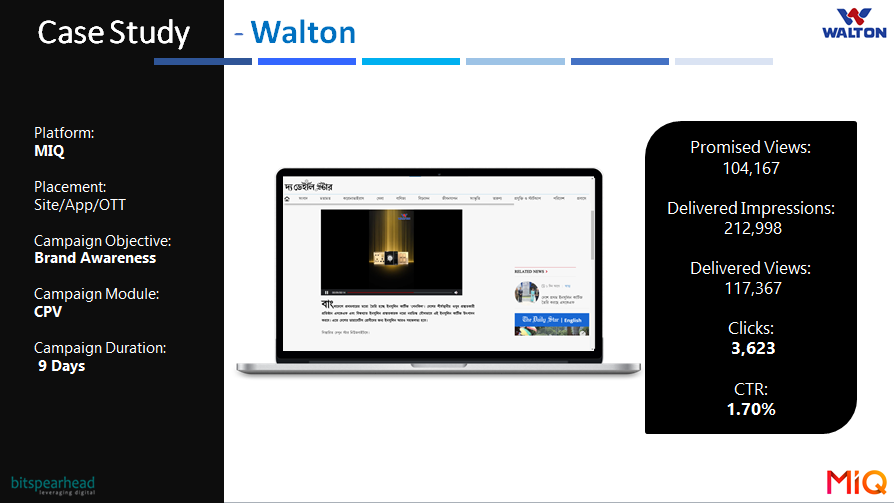 Case Study - Walton
WALTON
Platform:
MIQ
Placement:
Site/App/OTT
Campaign Objective:
Brand Awareness
Campaign Module:
CPV
Campaign Duration:
9 Days
দ্য ডেইলি স্টার
RELATED NEWS
The Daily Star | English
Promised Views:
104,167
Delivered Impressions:
212,998
Delivered Views:
117,367
Clicks:
3,623
CTR:
1.70%
bitspearhead
leveraging digital
MiQ